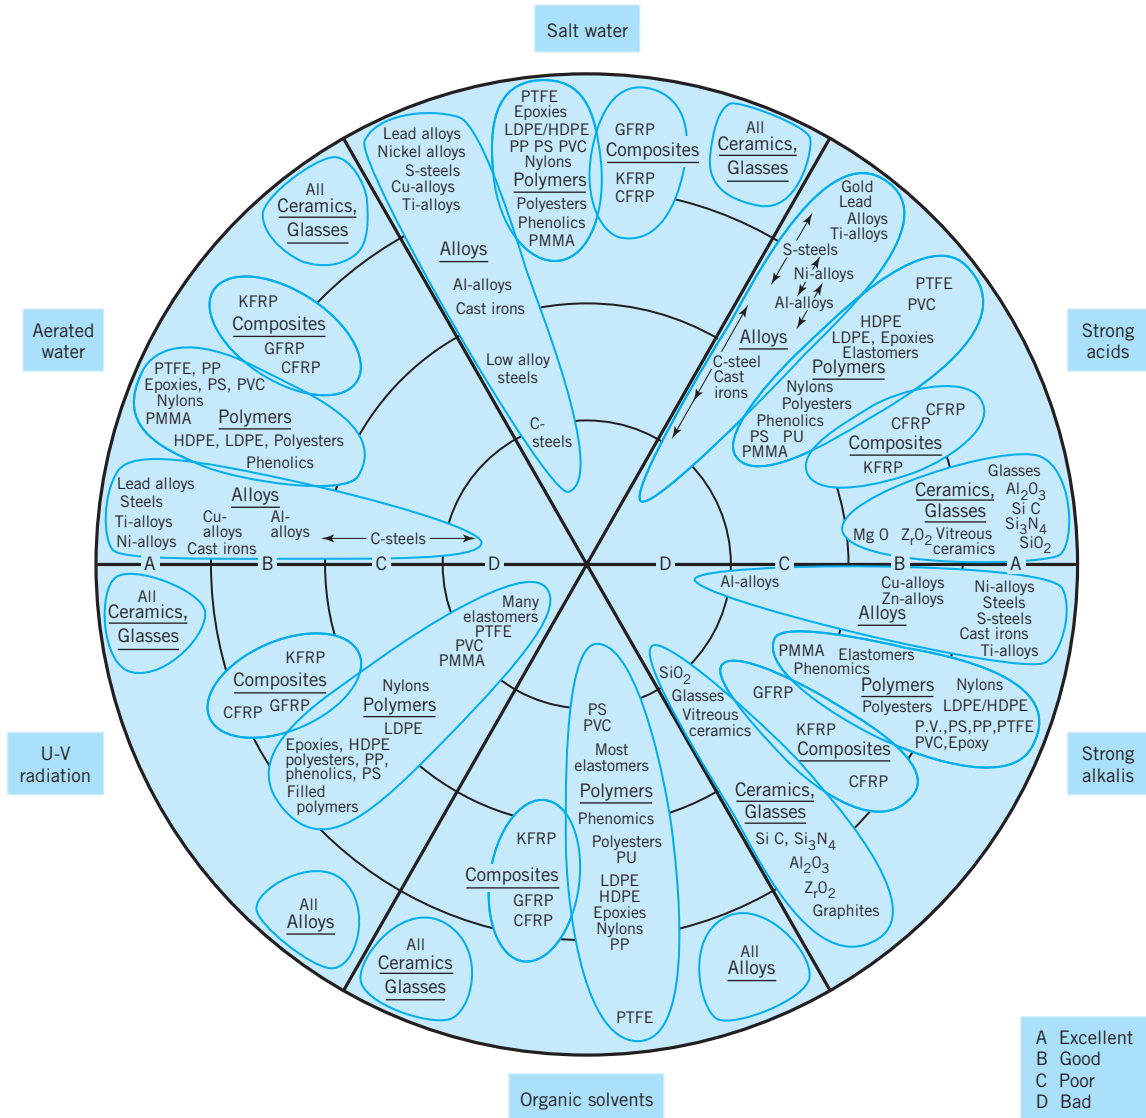 Salt water
PTFE
Epoxies
LDPE/HDPE
PP PS PVC
Nylons
Polymers
Polyesters
Phenolics
PMMA
GFRP
Composites
KFRP
CFRP
All
Ceramics,
Glasses
Lead alloys
Nickel alloys
S-steels
Cu-alloys
Ti-alloys
Alloys
Al-alloys
Cast irons
Low alloy
steels
C-
steels
Strong
acids
Gold
Lead
Alloys
Ti-alloys
S-steels
Ni-alloys
Al-alloys
Alloys
C-steel
Cast
irons
PTFE
PVC
HDPE
LDPE, Epoxies
Elastomers
Polymers
Nylons
Polyesters
Phenolics
PS PU
PMMA
CFRP
CFRP
Composites
KFRP
Glasses
Ceramics,
Glasses
Al2O3
Si C
Si3N4
SiO2
Mg O
ZrO2
Vitreous
ceramics
Aerated
water
All
Ceramics,
Glasses
KFRP
Composites
GFRP
CFRP
PTFE, PP
Epoxies, PS, PVC
Nylons
PMMA
Polymers
HDPE, LDPE, Polyesters
Phenolics
Lead alloys
Steels
Ti-alloys
Ni-alloys
Alloys
Cu-
alloys
Cast irons
Al-
alloys
C-steels
A B C D D C B A
U-V
radiation
All
Ceramics,
Glasses
KFRP
Composites
CFRP GFRP
Many
elastomers
PTFE
PVC
PMMA
Nylons
Polymers
LDPE
Epoxies, HDPE
polyesters, PP,
phenolics, PS
Filled
polymers
All
Alloys
Strong
alkalis
Al-alloys
Cu-alloys
Zn-alloys
Alloys
Ni-alloys
Steels
S-steels
Cast irons
Ti-alloys
PMMA
Elastomers
Phenomics
Polymers
Polyesters
Nylons
LDPE/HDPE
P.V.,PS,PP,PTFE
PVC,Epoxy
GFRP
KFRP
Composites
CFRP
SiO2
Glasses
Vitreous
ceramics
Ceramics,
Glasses
Si C, Si3N4
Al2O3
ZrO2
Graphites
Organic solvents
PS
PVC
Most
elastomers
Polymers
Phenomics
Polyesters
PU
LDPE
HDPE
Epoxies
Nylons
PP
PTFE
KFRP
Composites
GFRP
CFRP
All
Ceramics
Glasses
All
Alloys
A Excellent
B Good
C Poor
D Bad